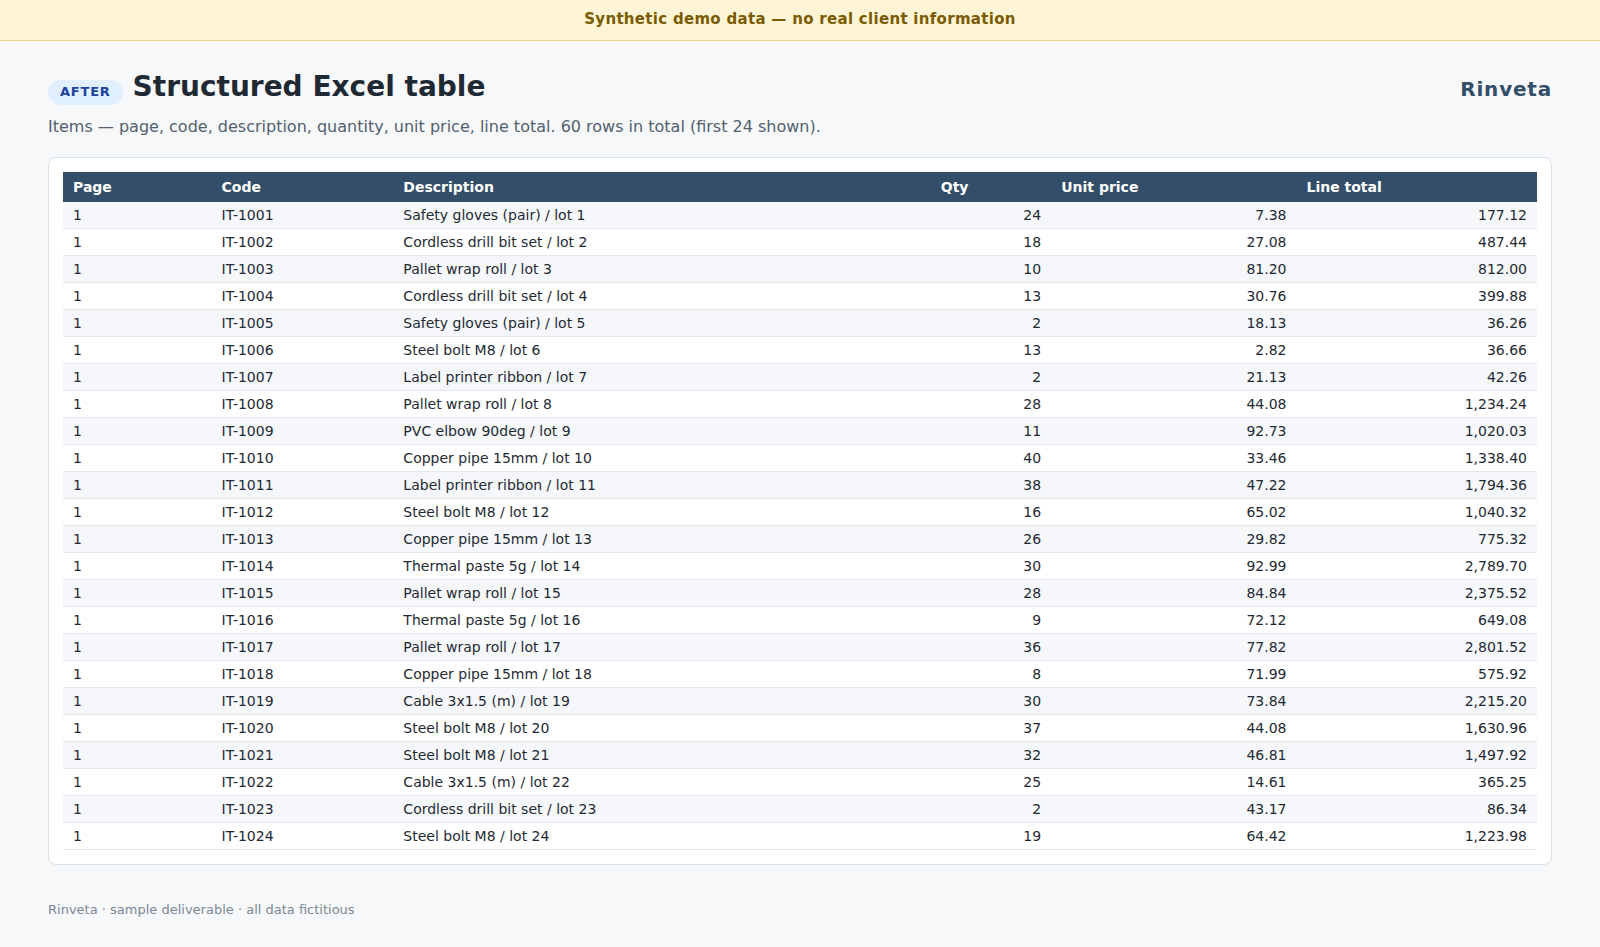 Synthetic demo data — no real client information
AFTER Structured Excel table Rinveta
Items — page, code, description, quantity, unit price, line total. 60 rows in total (first 24 shown).
Page Code Description Qty Unit price Line total
1 IT-1001 Safety gloves (pair) / lot 1 24 7.38 177.12
1 IT-1002 Cordless drill bit set / lot 2 18 27.08 487.44
1 IT-1003 Pallet wrap roll / lot 3 10 81.20 812.00
1 IT-1004 Cordless drill bit set / lot 4 13 30.76 399.88
1 IT-1005 Safety gloves (pair) / lot 5 2 18.13 36.26
1 IT-1006 Steel bolt M8 / lot 6 13 2.82 36.66
1 IT-1007 Label printer ribbon / lot 7 2 21.13 42.26
1 IT-1008 Pallet wrap roll / lot 8 28 44.08 1,234.24
1 IT-1009 PVC elbow 90deg / lot 9 11 92.73 1,020.03
1 IT-1010 Copper pipe 15mm / lot 10 40 33.46 1,338.40
1 IT-1011 Label printer ribbon / lot 11 38 47.22 1,794.36
1 IT-1012 Steel bolt M8 / lot 12 16 65.02 1,040.32
1 IT-1013 Copper pipe 15mm / lot 13 26 29.82 775.32
1 IT-1014 Thermal paste 5g / lot 14 30 92.99 2,789.70
1 IT-1015 Pallet wrap roll / lot 15 28 84.84 2,375.52
1 IT-1016 Thermal paste 5g / lot 16 9 72.12 649.08
1 IT-1017 Pallet wrap roll / lot 17 36 77.82 2,801.52
1 IT-1018 Copper pipe 15mm / lot 18 8 71.99 575.92
1 IT-1019 Cable 3x1.5 (m) / lot 19 30 73.84 2,215.20
1 IT-1020 Steel bolt M8 / lot 20 37 44.08 1,630.96
1 IT-1021 Steel bolt M8 / lot 21 32 46.81 1,497.92
1 IT-1022 Cable 3x1.5 (m) / lot 22 25 14.61 365.25
1 IT-1023 Cordless drill bit set / lot 23 2 43.17 86.34
1 IT-1024 Steel bolt M8 / lot 24 19 64.42 1,223.98
Rinveta · sample deliverable · all data fictitious